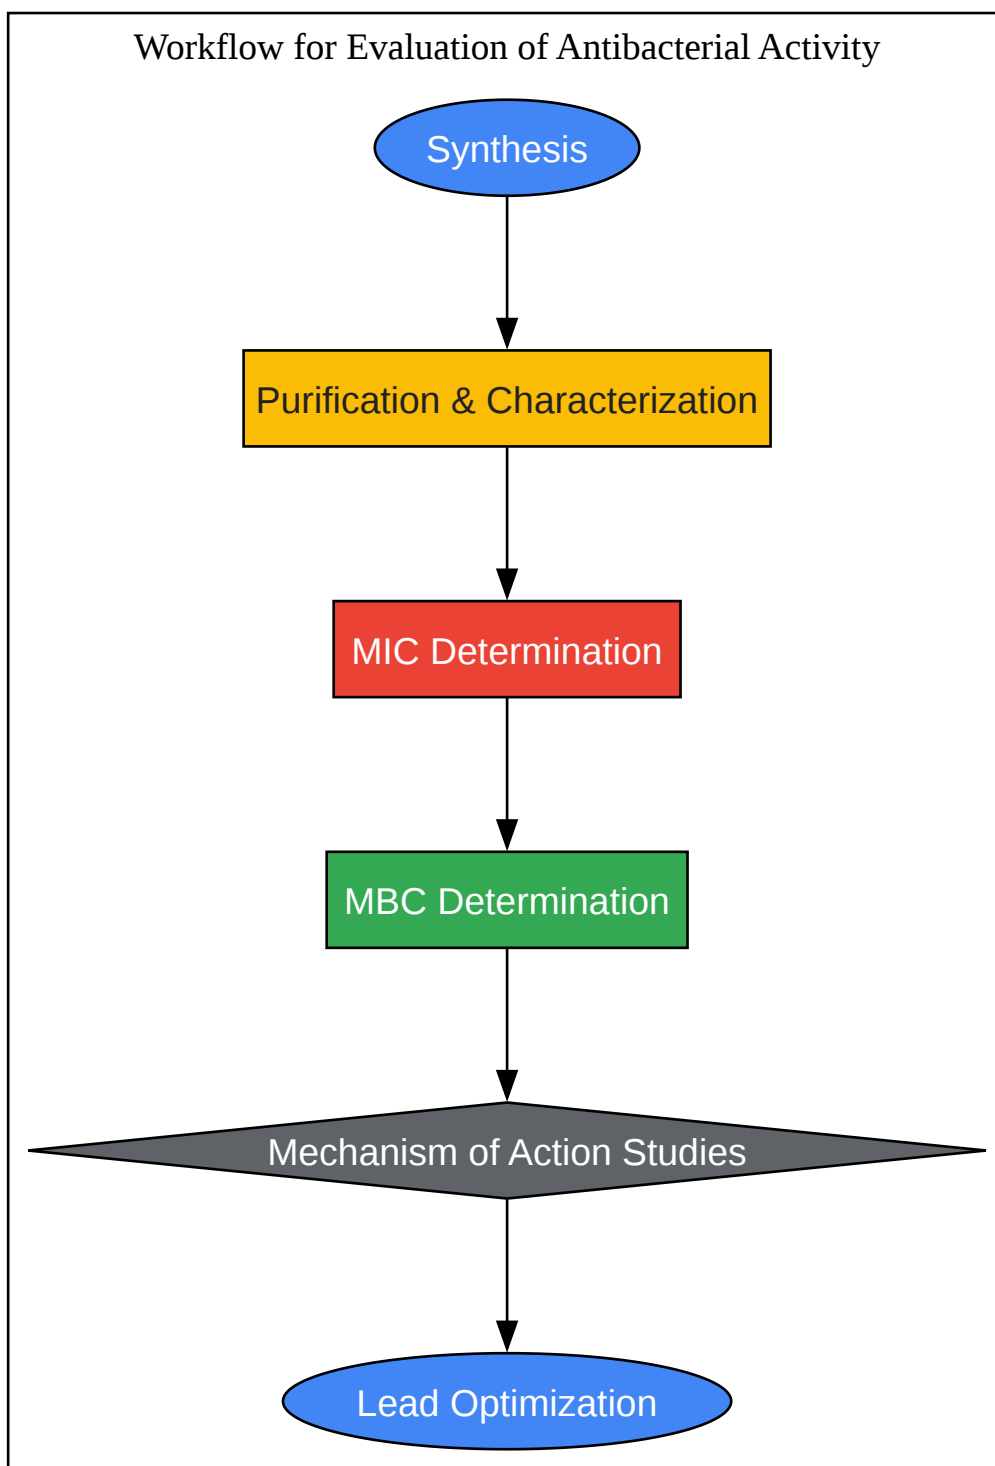 Workflow for Evaluation of Antibacterial Activity
Synthesis
Purification & Characterization
MIC Determination
MBC Determination
Mechanism of Action Studies
Lead Optimization